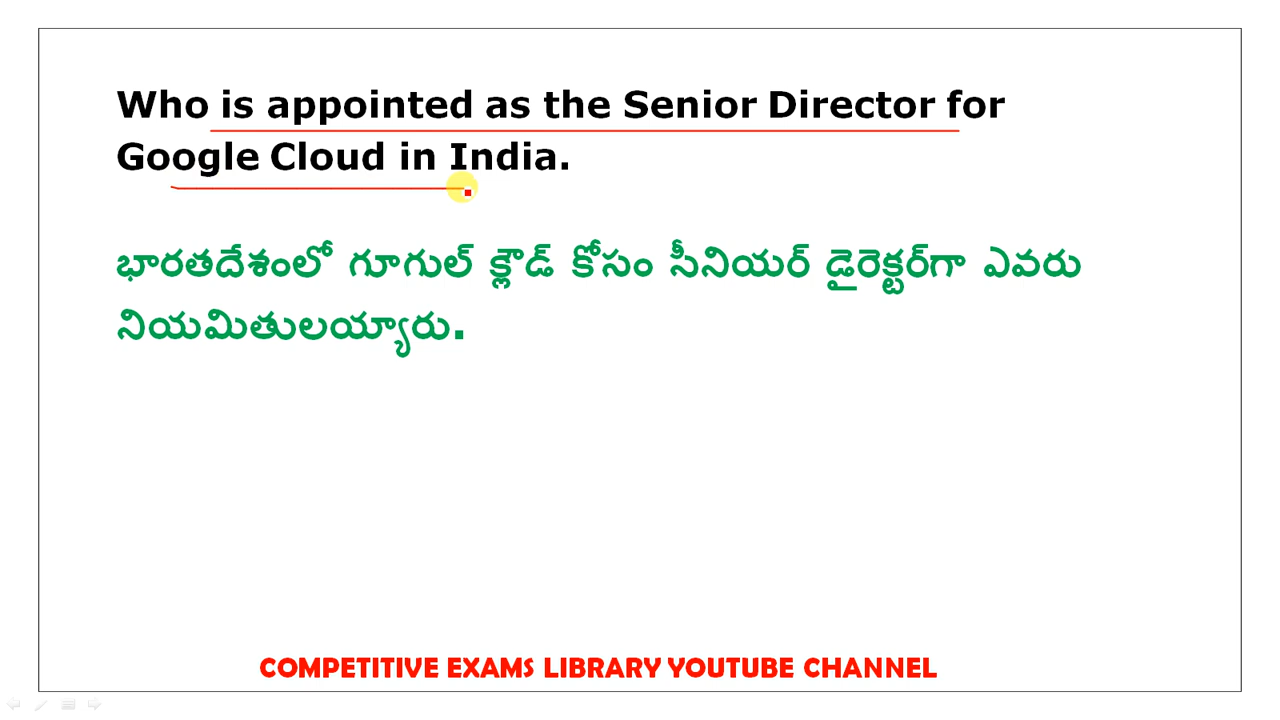 Who is appointed as the Senior Director for
Google Cloud in India.
భారతదేశంలో గూగుల్ క్లౌడ్ కోసం సీనియర్ డైరెక్టర్‌గా ఎవరు
నియమితులయ్యారు.
COMPETITIVE EXAMS LIBRARY YOUTUBE CHANNEL